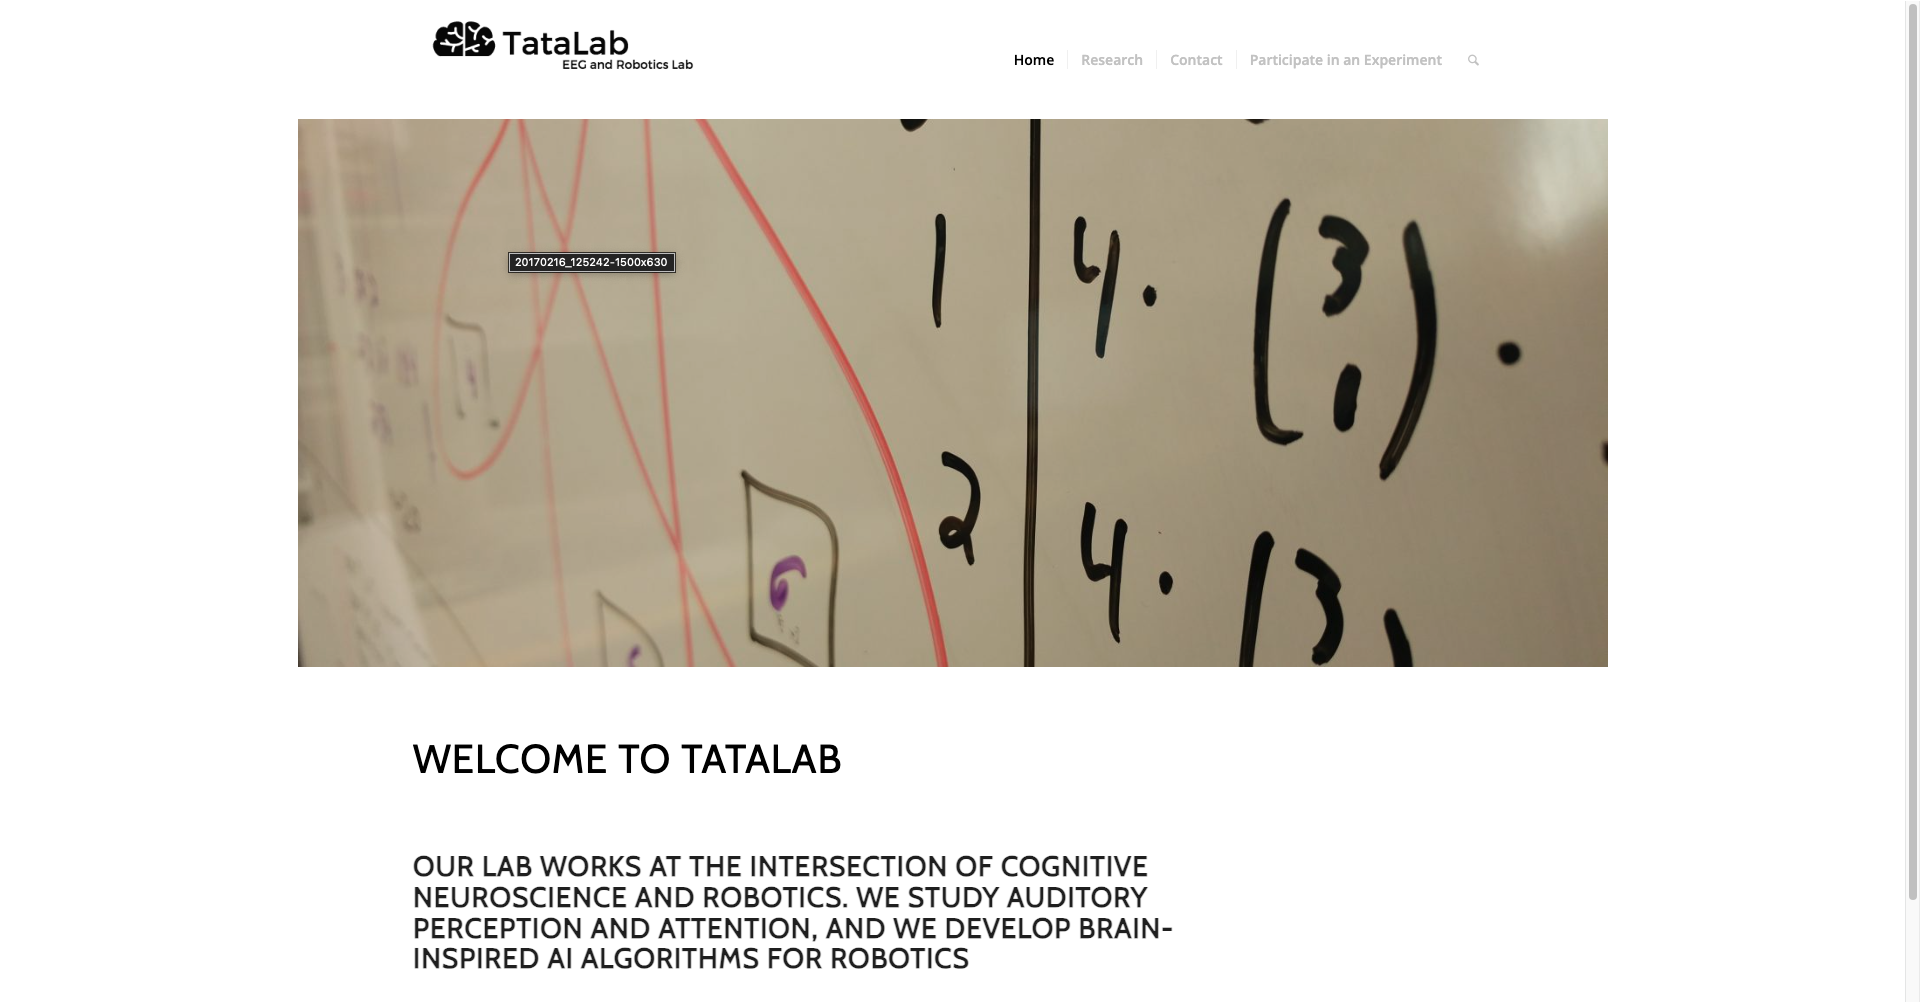 TataLab
EEG and Robotics Lab
Home
Research
Contact
Participate in an Experiment
20170216_125242-1500x630
1
4.
(3
1)
.
2
4.
(3
)
6
WELCOME TO TATALAB
OUR LAB WORKS AT THE INTERSECTION OF COGNITIVE
NEUROSCIENCE AND ROBOTICS. WE STUDY AUDITORY
PERCEPTION AND ATTENTION, AND WE DEVELOP BRAIN-
INSPIRED AI ALGORITHMS FOR ROBOTICS